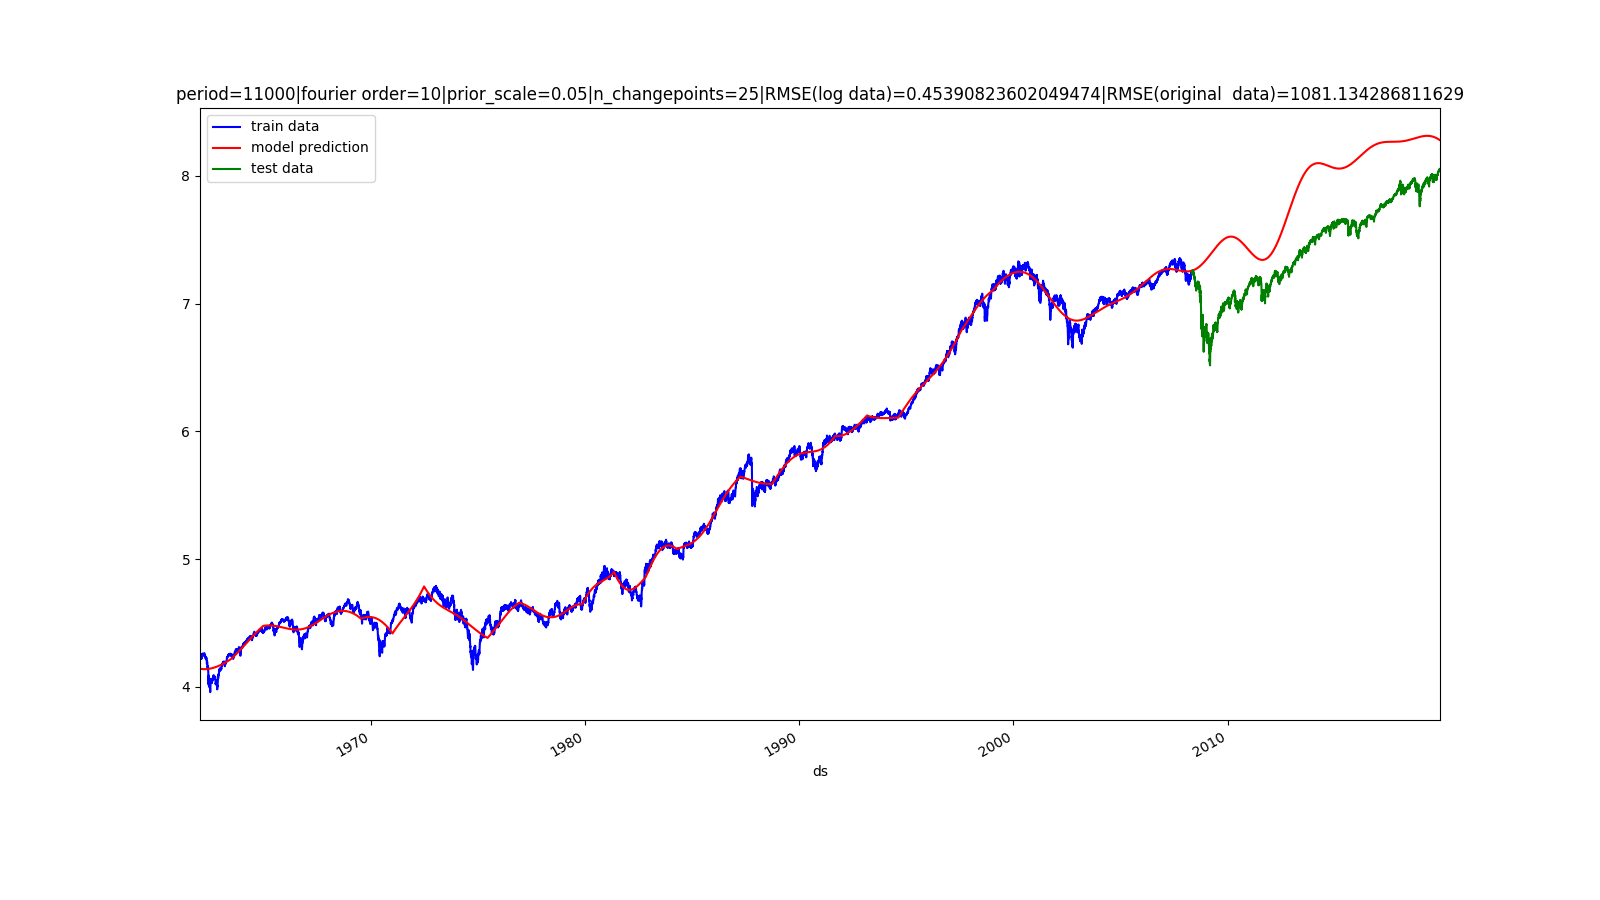 period=11000|fourier order=10|prior_scale=0.05|n_changepoints=25|RMSE(log data)=0.45390823602049474|RMSE(original  data)=1081.134286811629
train data
model prediction
test data
8
7
6
5
4
1970
1980
1990
2000
2010
ds